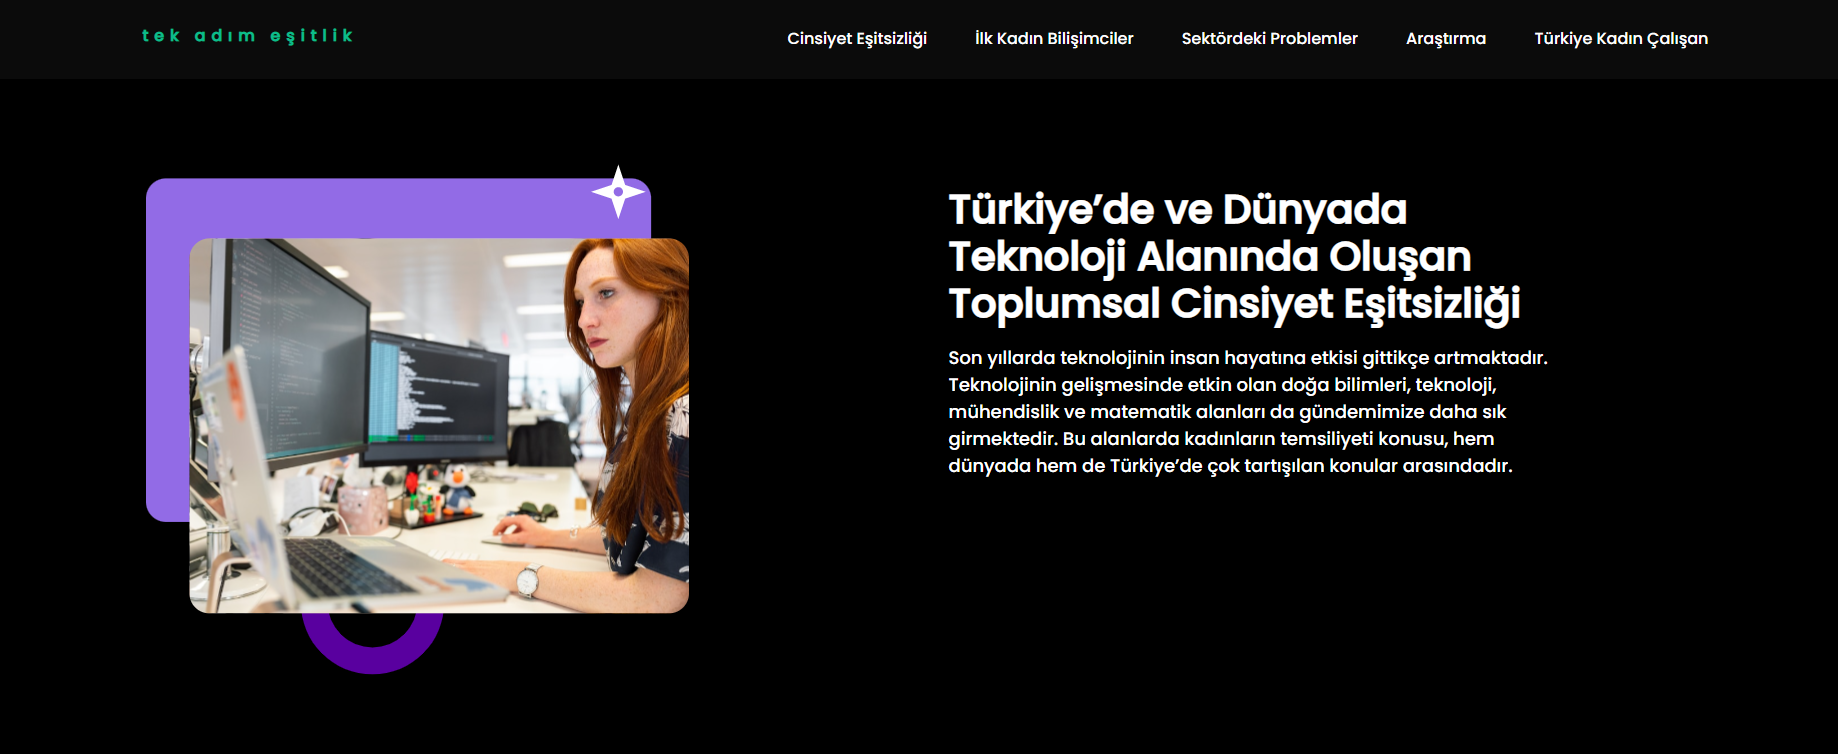 tek adım eşitlik
Cinsiyet Eşitsizliği
İlk Kadın Bilişimciler
Sektördeki Problemler
Araştırma
Türkiye Kadın Çalışan
Türkiye’de ve Dünyada
Teknoloji Alanında Oluşan
Toplumsal Cinsiyet Eşitsizliği
Son yıllarda teknolojinin insan hayatına etkisi gittikçe artmaktadır.
Teknolojinin gelişmesinde etkin olan doğa bilimleri, teknoloji,
mühendislik ve matematik alanları da gündemimize daha sık
girmektedir. Bu alanlarda kadınların temsiliyeti konusu, hem
dünyada hem de Türkiye’de çok tartışılan konular arasındadır.